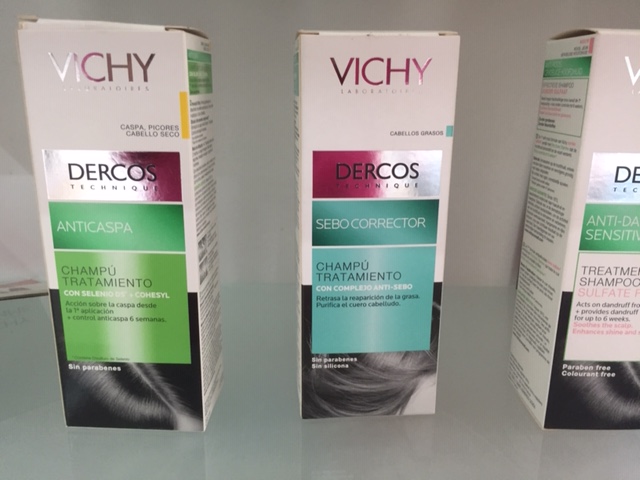 VICHY
LABORATOIRES
CASPA, PICORES
CABELLO SECO
DERCOS
TECHNIQUE
ANTICASPA
CHAMPÚ
TRATAMIENTO
CON SELENIO
COHESYL
Acción sobre la caspa desde
la 1ª aplicación
+ control anticaspa 6 semanas.
Sin parabenes
VICHY
LABORATOIRES
CABELLOS GRASOS
DERCOS
TECHNIQUE
SEBO CORRECTOR
CHAMPÚ
TRATAMIENTO
CON COMPLEJO ANTI-SEBO
Retrasa la reaparición de la grasa.
Purifica el cuero cabelludo.
Sin parabenes
Sin silicona
V
DE
TEC
ANTI-DA
SENSITIV
TREATME
SHAMPOO
SULFATE F
Acts on dandruff fro
+ provides dandruff
for up to 6 weeks.
Soothes the scalp.
Enhances shine and
Paraben free
Colourant free